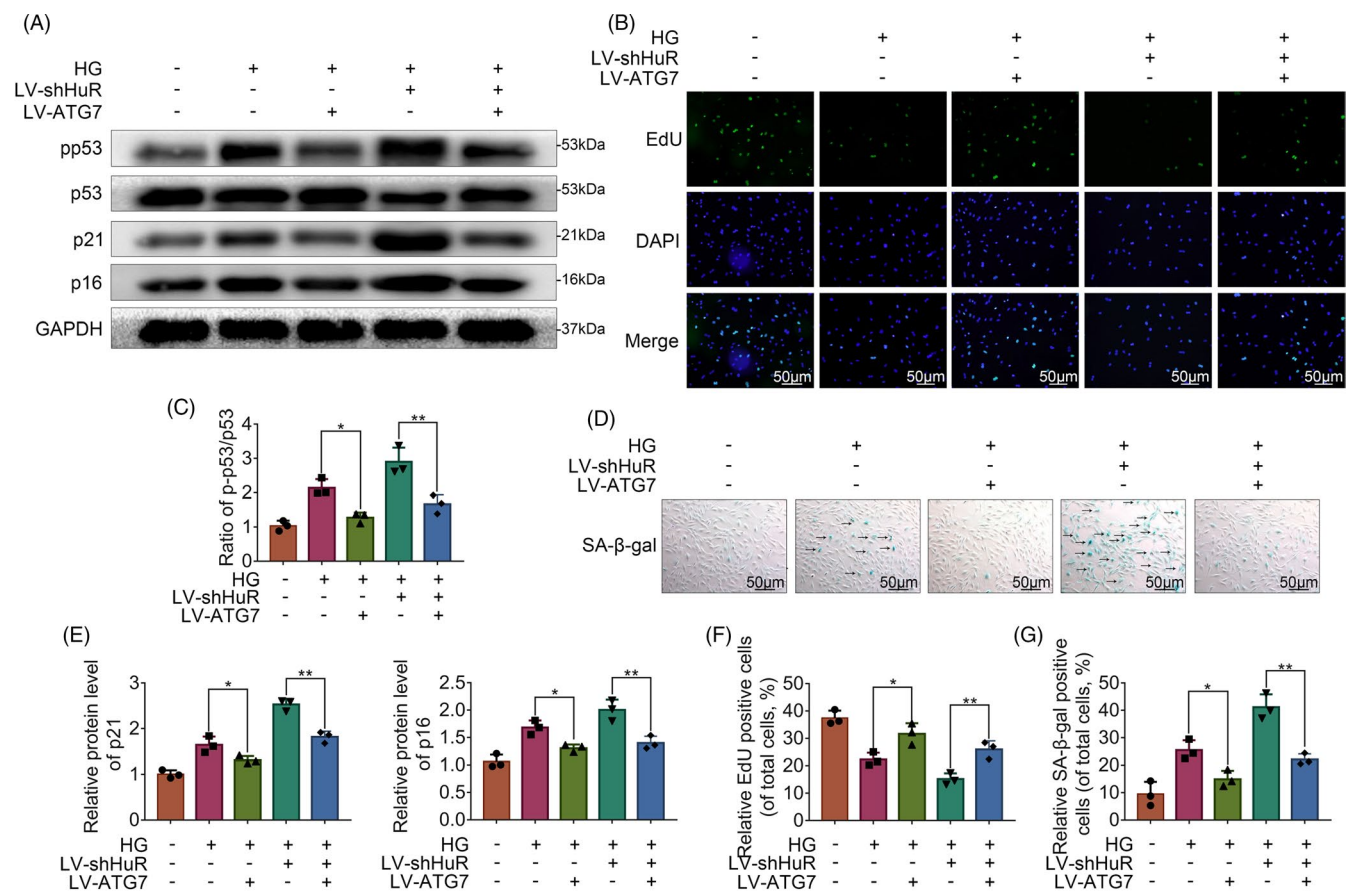 (A)
HG - + + + +
LV-shHuR - - - + +
LV-ATG7 - - + - +
pp53 -53kDa
p53 -53kDa
p21 -21kDa
p16 -16kDa
GAPDH -37kDa
(B)
HG - + + + +
LV-shHuR - - - + +
LV-ATG7 - - + - +
EdU
DAPI
Merge
50μm 50μm 50μm 50μm 50μm
(C)
Ratio of p-p53/p53
4
3
2
1
0
* **
HG - + + + +
LV-shHuR - - - + +
LV-ATG7 - - + - +
(D)
HG - + + + +
LV-shHuR - - - + +
LV-ATG7 - - + - +
SA-β-gal
50μm 50μm 50μm 50μm 50μm
(E)
Relative protein level
of p21
3
2
1
0
* **
HG - + + + +
LV-shHuR - - - + +
LV-ATG7 - - + - +
Relative protein level
of p16
2.5
2.0
1.5
1.0
0.5
0.0
* **
HG - + + + +
LV-shHuR - - - + +
LV-ATG7 - - + - +
(F)
Relative EdU positive cells
(of total cells, %)
50
40
30
20
10
0
* **
HG - + + + +
LV-shHuR - - - + +
LV-ATG7 - - + - +
(G)
Relative SA-β-gal positive
cells (of total cells, %)
50
40
30
20
10
0
* **
HG - + + + +
LV-shHuR - - - + +
LV-ATG7 - - + - +